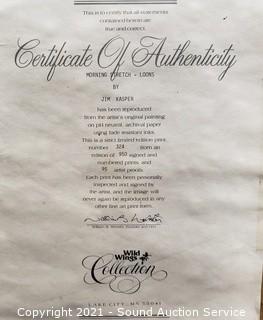 This is to certify that all statements
contained herein are
true and correct.
Certificate Of Authenticity
MORNING STRETCH - LOONS
BY
JIM KASPER
has been reproduced
from the artist's original painting
on pH neutral, archival paper
using fade resistant inks.
This is a strict limited edition print,
number 324 from an
edition of 950 signed and
numbered prints, and
95 artist proofs.
Each print has been personally
inspected and signed by
the artist, and the image will
never again be reproduced in any
other fine art print form.
Wild
Wings
Collection
LAKE CITY, MN 55041
Copyright 2021 - Sound Auction Service